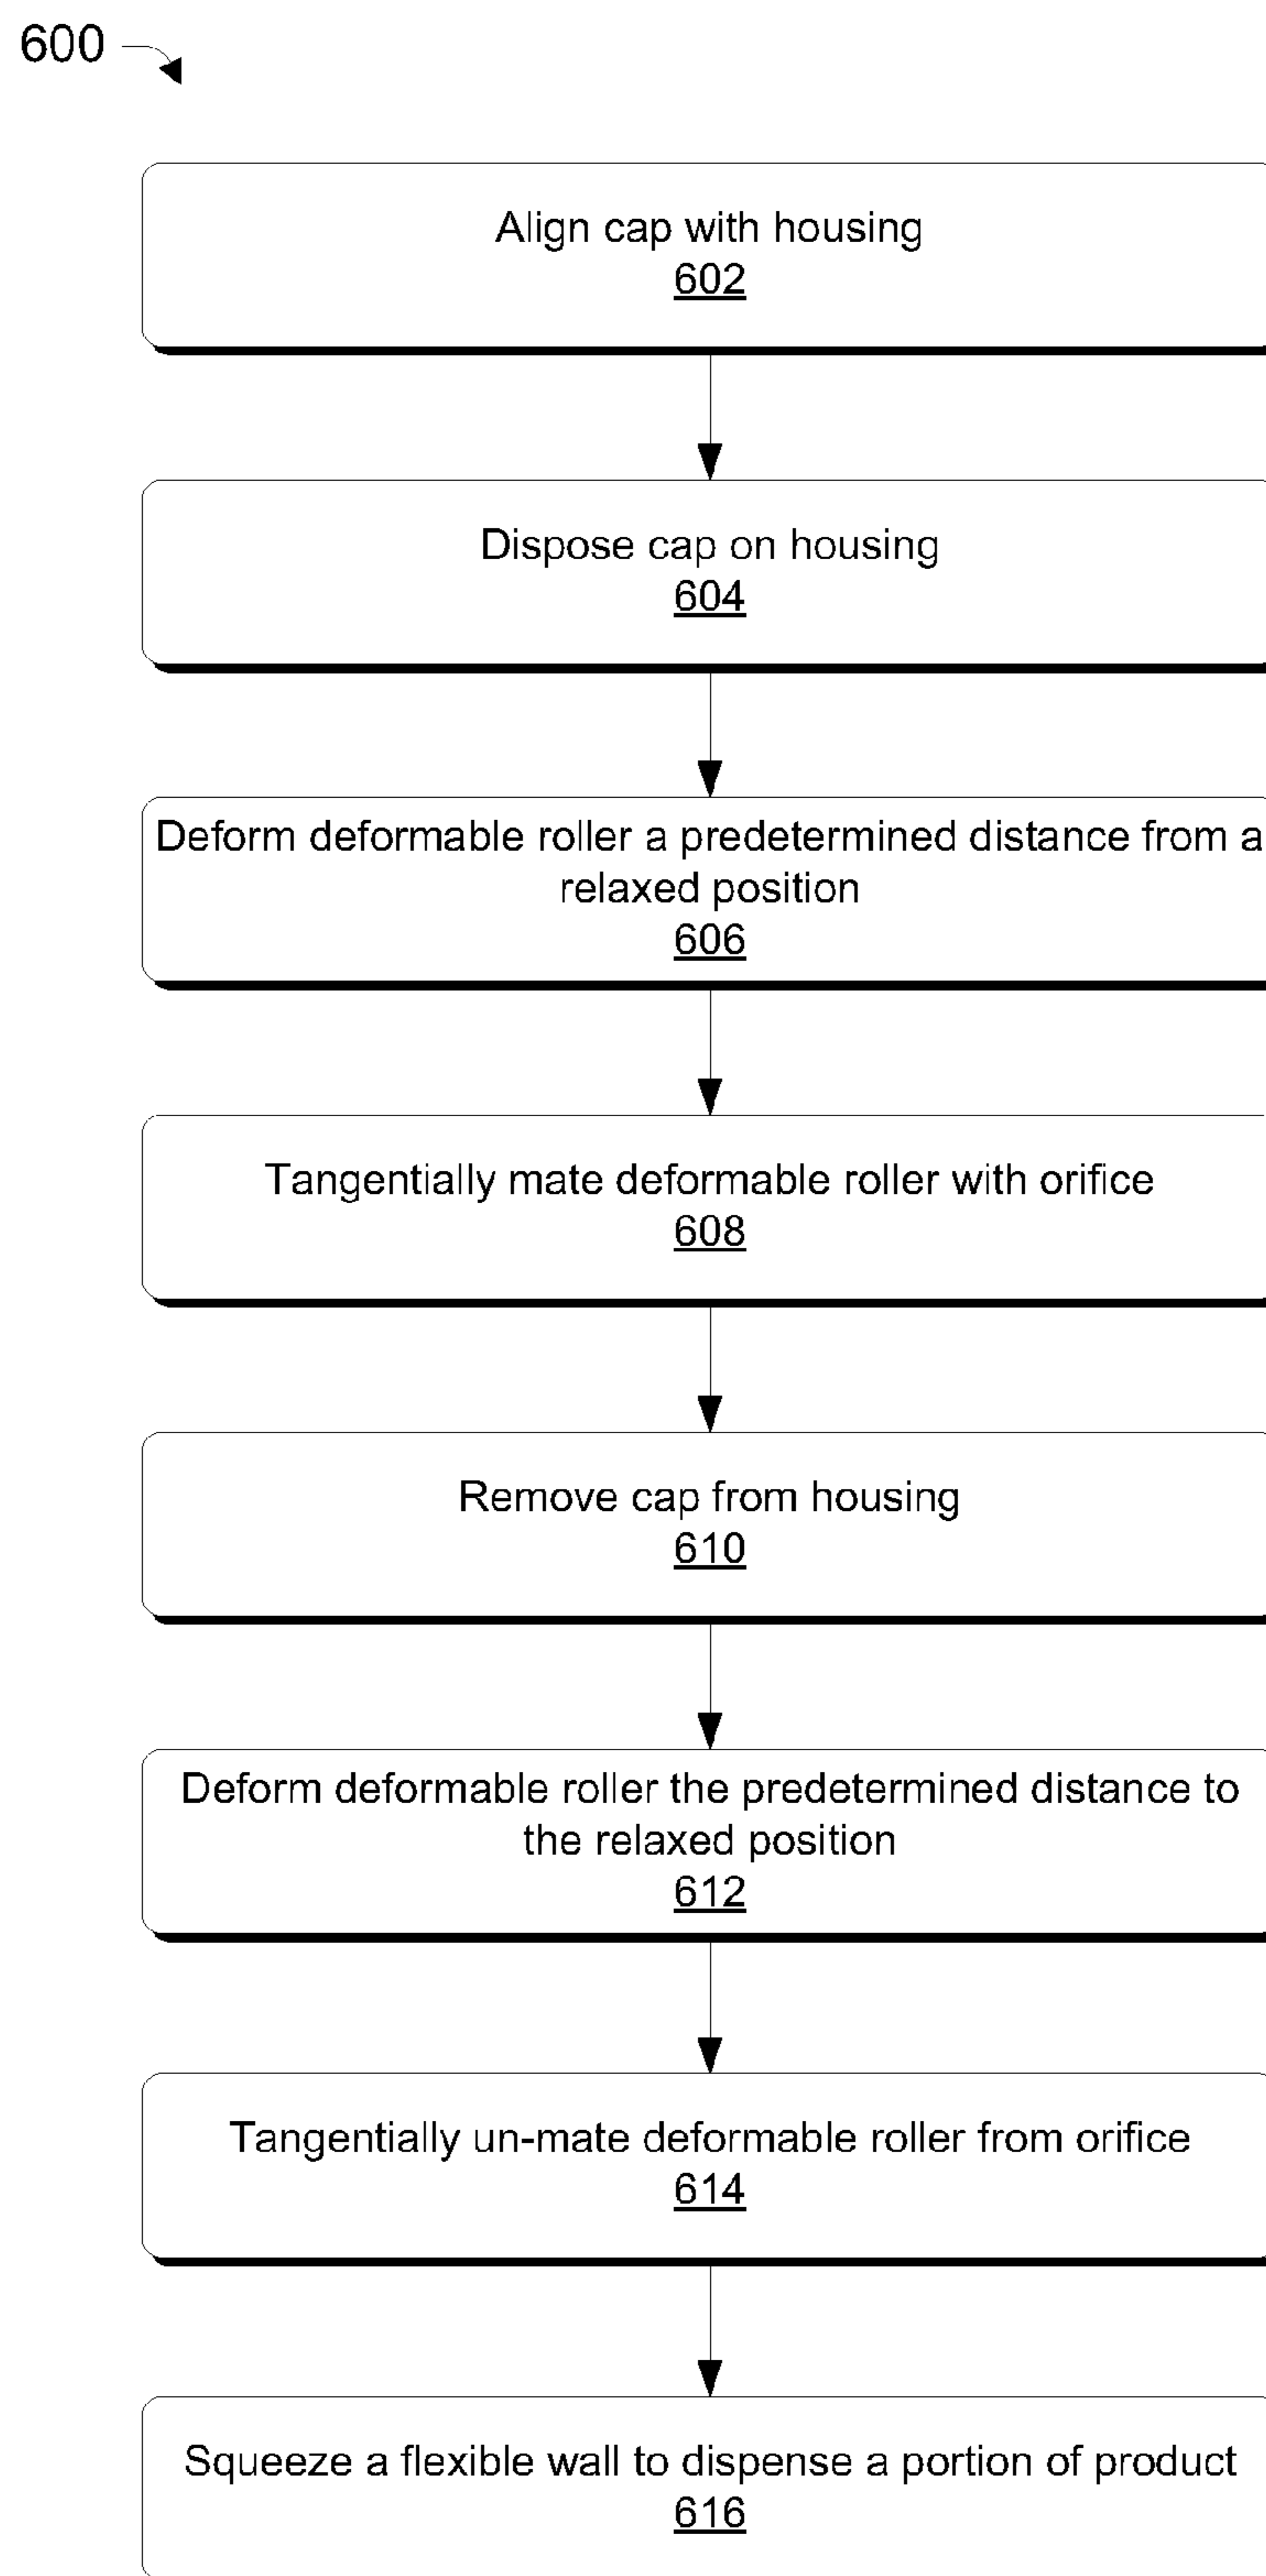 600
Align cap with housing
602
Dispose cap on housing
604
Deform deformable roller a predetermined distance from a
relaxed position
606
Tangentially mate deformable roller with orifice
608
Remove cap from housing
610
Deform deformable roller the predetermined distance to
the relaxed position
612
Tangentially un-mate deformable roller from orifice
614
Squeeze a flexible wall to dispense a portion of product
616